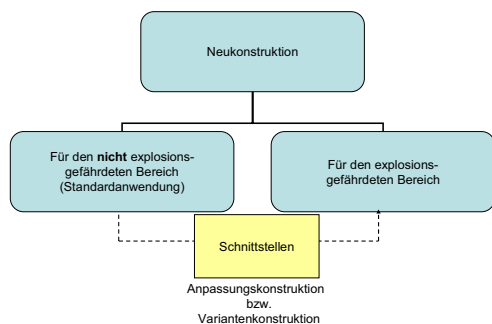 Neukonstruktion
Für den nicht explosions-
gefährdeten Bereich
(Standardanwendung)
Für den explosions-
gefährdeten Bereich
Schnittstellen
Anpassungskonstruktion
bzw.
Variantenkonstruktion